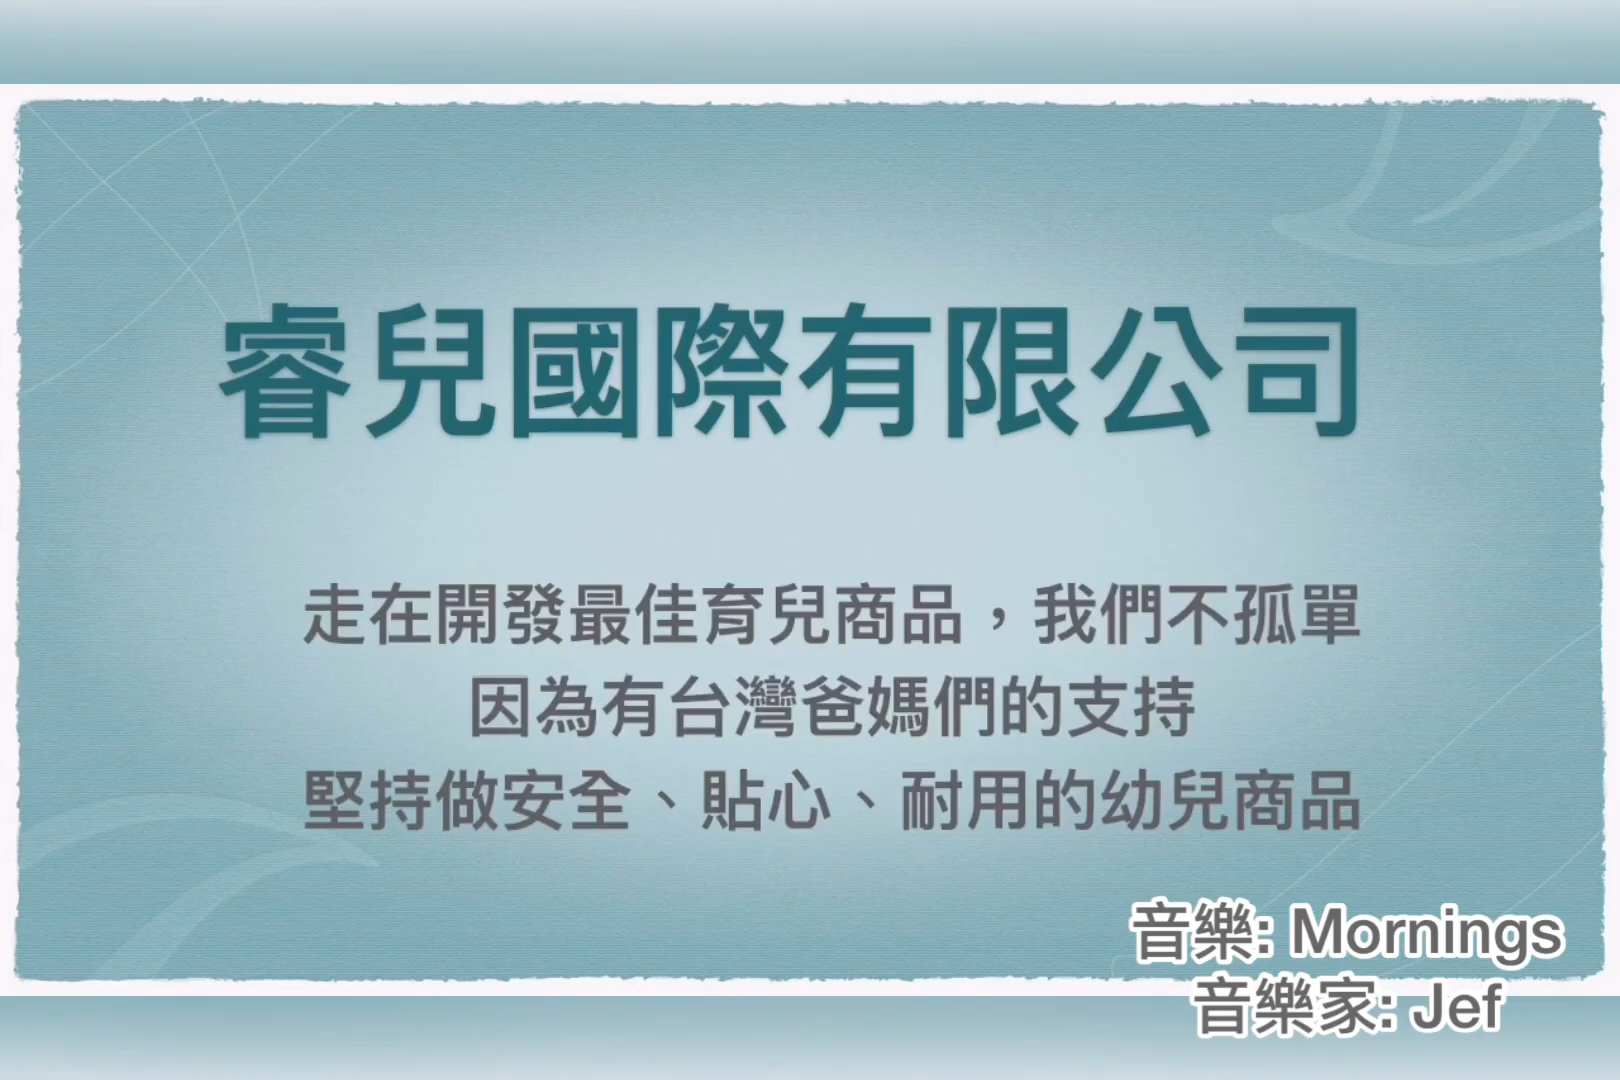 睿兒國際有限公司
走在開發最佳育兒商品，我們不孤單
因為有台灣爸媽們的支持
堅持做安全、貼心、耐用的幼兒商品
音樂: Mornings
音樂家: Jef